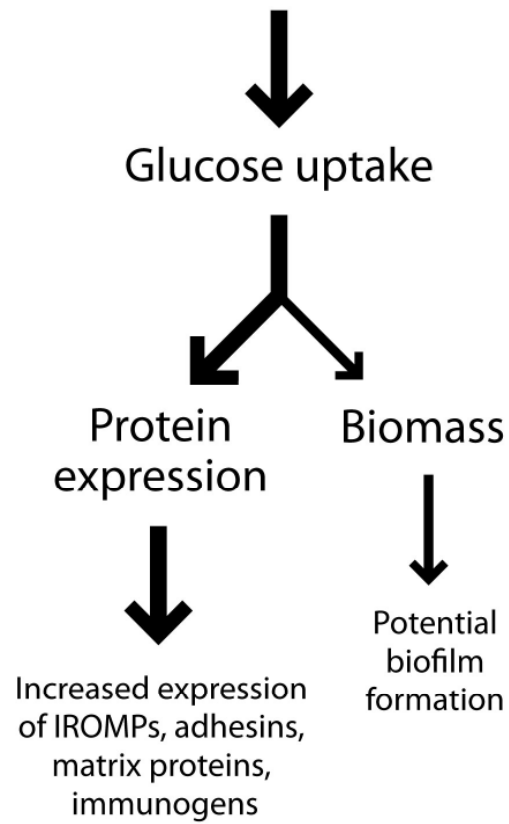 Glucose uptake
Protein
expression
Biomass
Increased expression
of IROMPs, adhesins,
matrix proteins,
immunogens
Potential
biofilm
formation